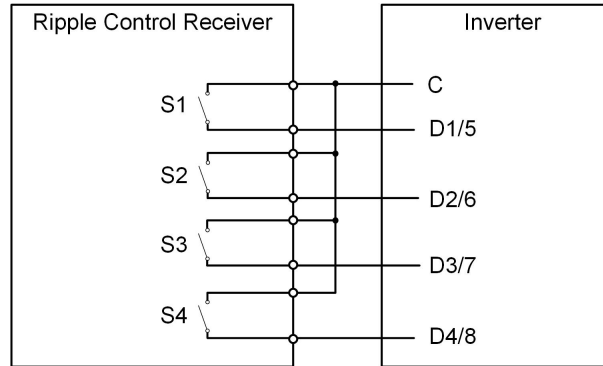 Ripple Control Receiver
Inverter
S1
C
D1/5
S2
D2/6
S3
D3/7
S4
D4/8